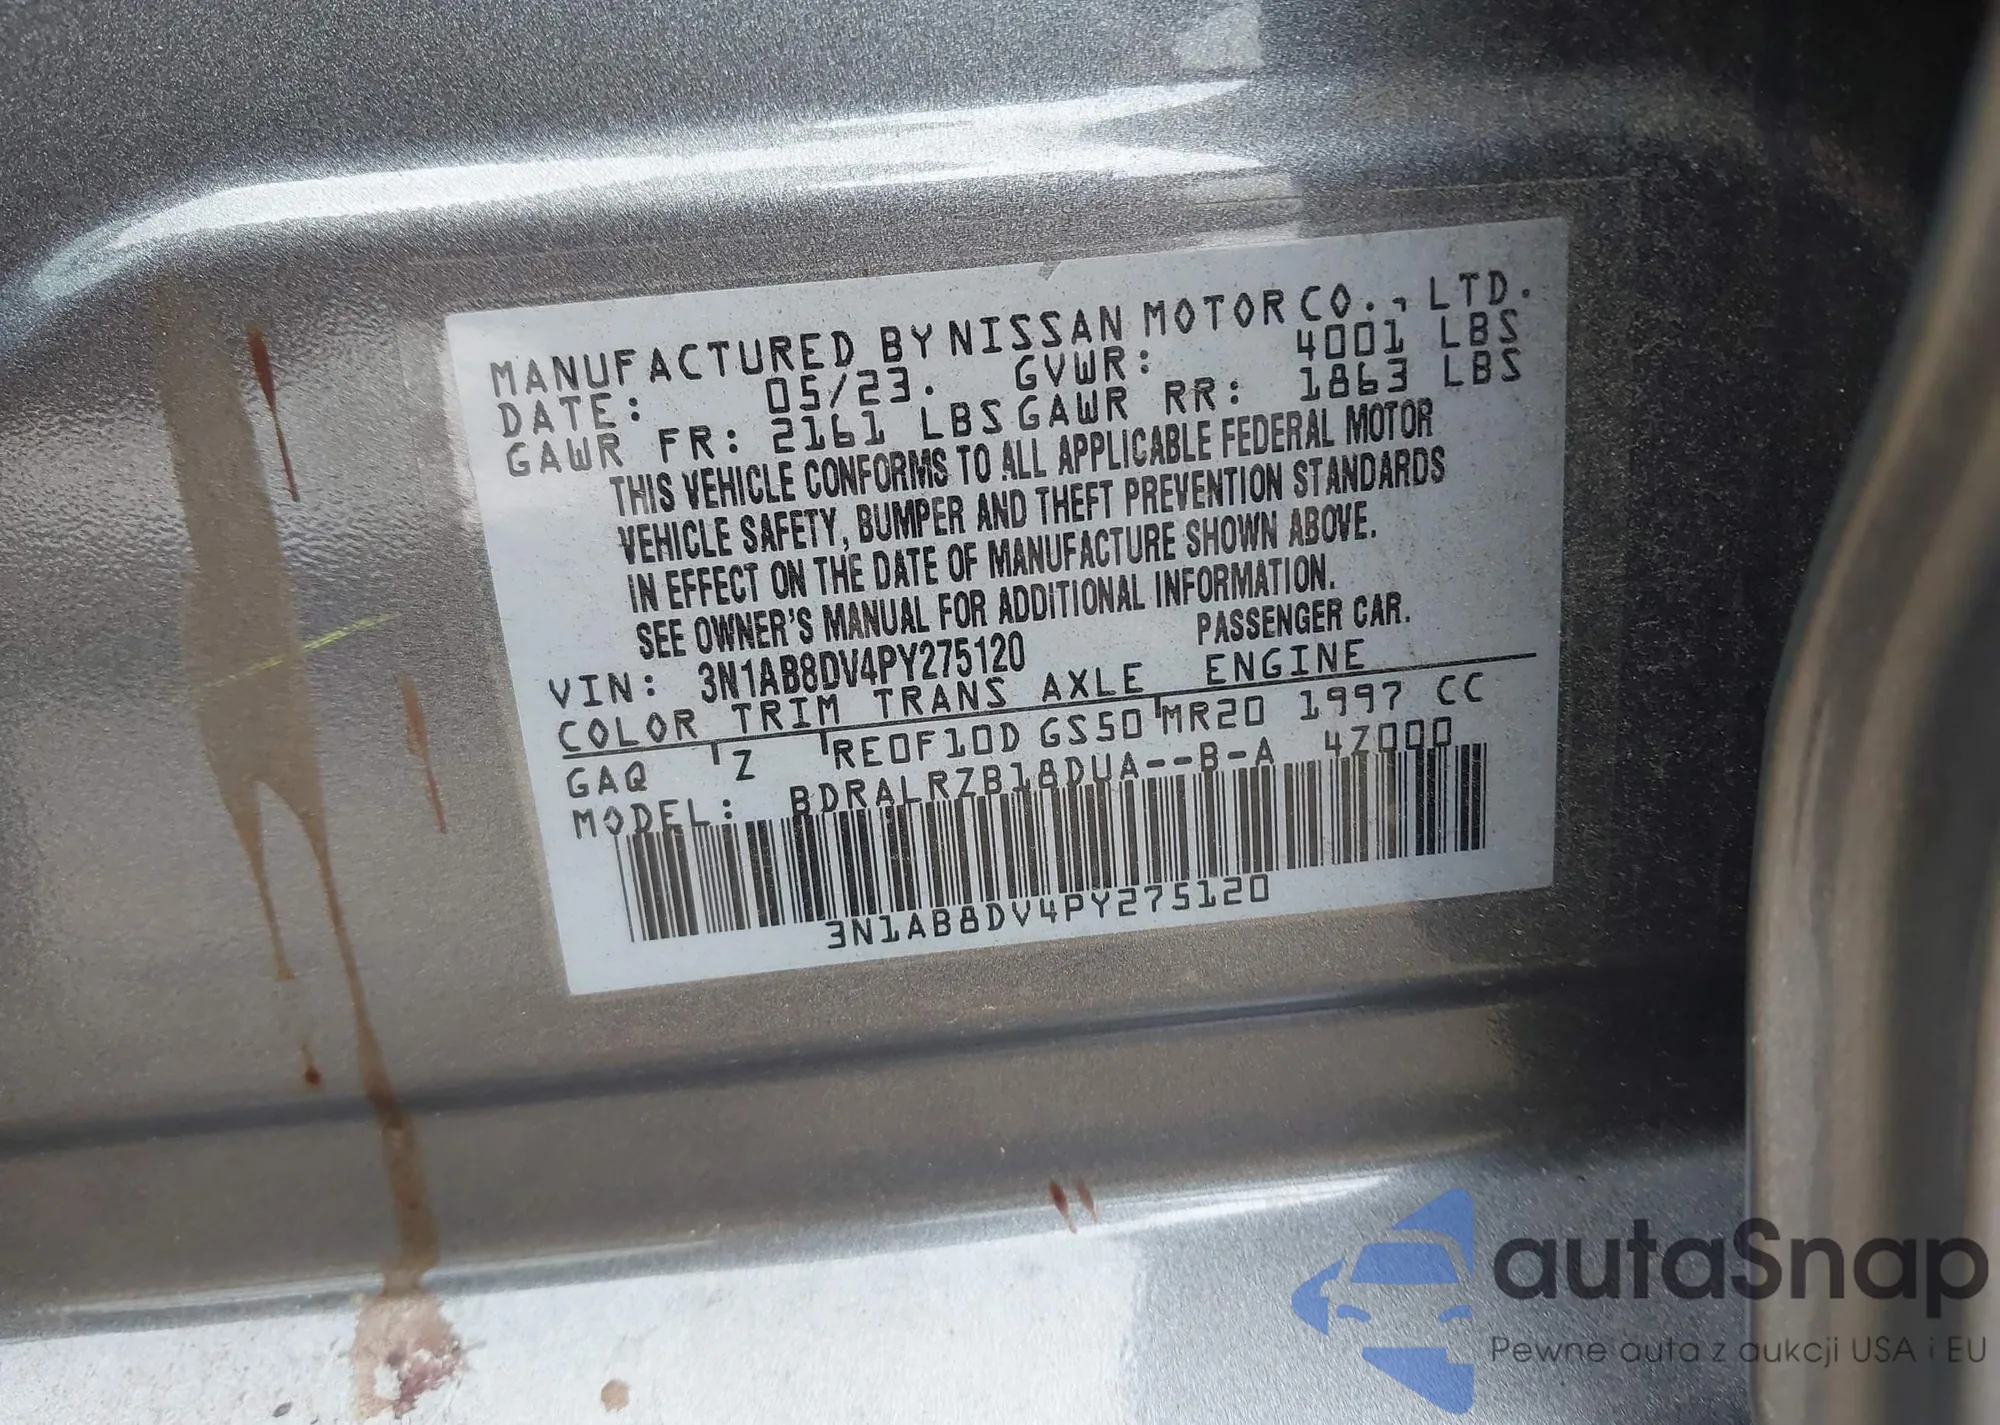 MANUFACTURED BY NISSAN MOTOR CO., LTD.
DATE: 05/23. GVWR: 4001 LBS
GAWR FR: 2161 LBS GAWR RR: 1863 LBS
THIS VEHICLE CONFORMS TO ALL APPLICABLE FEDERAL MOTOR
VEHICLE SAFETY, BUMPER AND THEFT PREVENTION STANDARDS
IN EFFECT ON THE DATE OF MANUFACTURE SHOWN ABOVE.
SEE OWNER'S MANUAL FOR ADDITIONAL INFORMATION.
VIN: 3N1AB8DV4PY275120 PASSENGER CAR.
COLOR TRIM TRANS AXLE ENGINE
GAQ Z RE0F10D GS50 MR20 1997 CC
MODEL: BDRALRZB18DUA--B-A 4Z000
3N1AB8DV4PY275120
autaSnap
Pewne auta z aukcji USA i EU